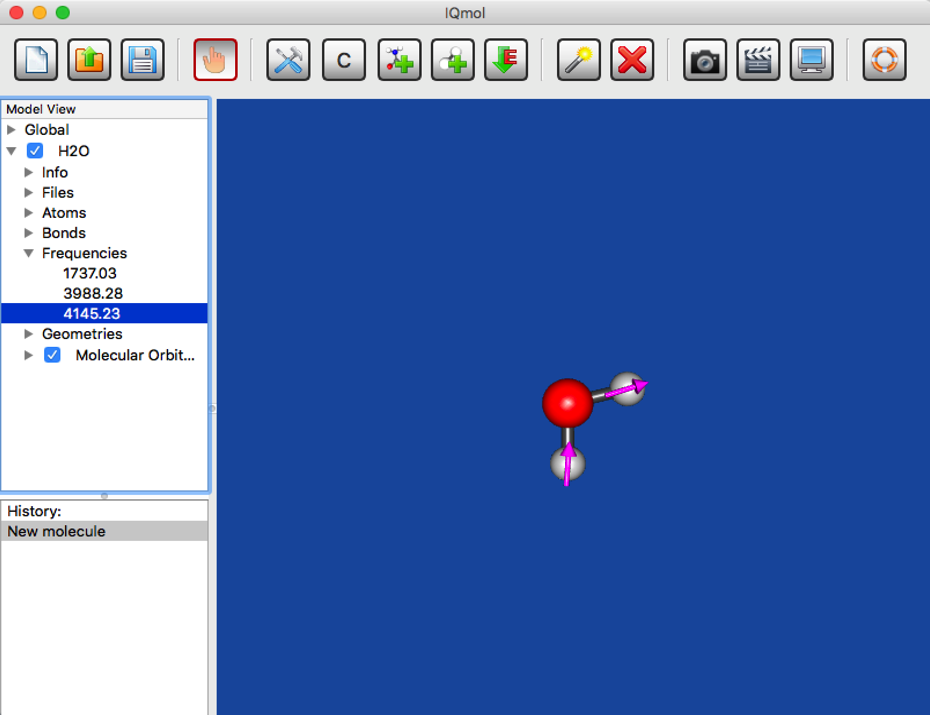 IQmol
C
E
Model View
Global
H2O
Info
Files
Atoms
Bonds
Frequencies
1737.03
3988.28
4145.23
Geometries
Molecular Orbit...
History:
New molecule